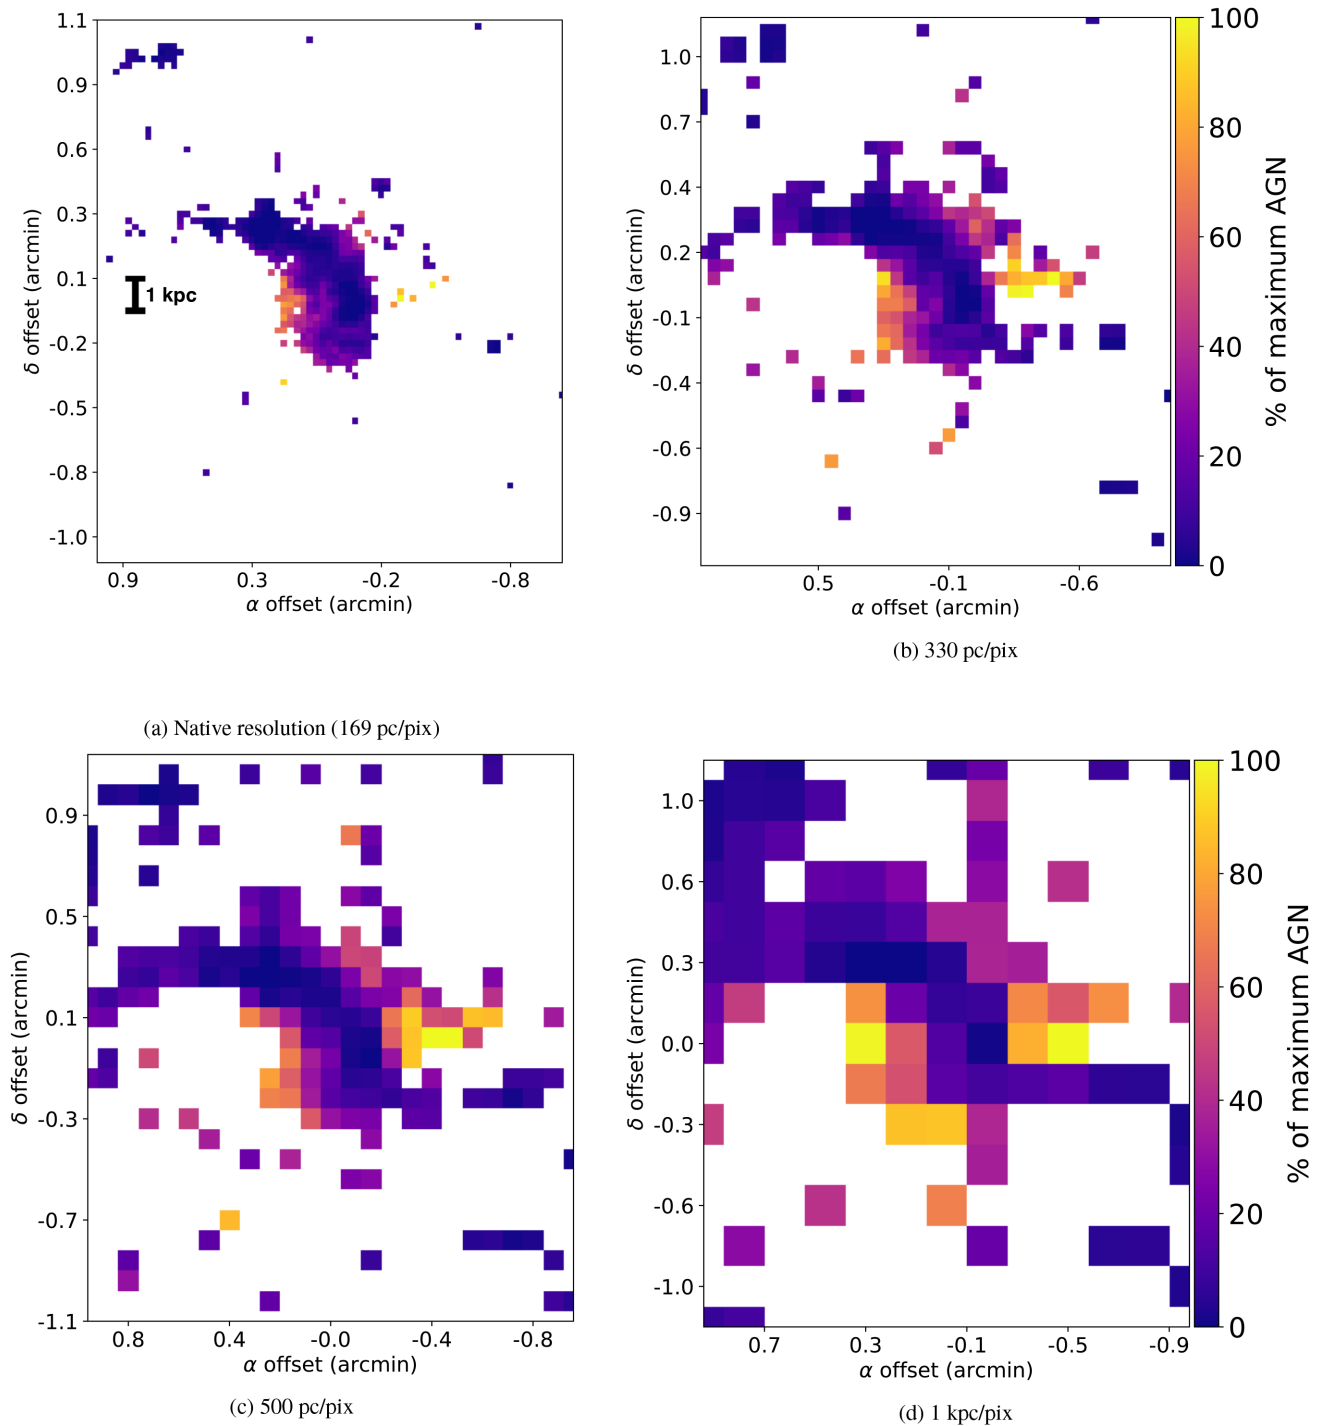 1.1
0.9
0.6
0.3
0.1
-0.2
-0.5
-0.8
-1.0
δ offset (arcmin)
1 kpc
0.9 0.3 -0.2 -0.8
α offset (arcmin)
(a) Native resolution (169 pc/pix)
1.0
0.7
0.4
0.2
-0.1
-0.4
-0.6
-0.9
δ offset (arcmin)
0.5 -0.1 -0.6
α offset (arcmin)
100
80
60
40
20
0
% of maximum AGN
(b) 330 pc/pix
0.9
0.5
0.1
-0.3
-0.7
-1.1
δ offset (arcmin)
0.8 0.4 -0.0 -0.4 -0.8
α offset (arcmin)
(c) 500 pc/pix
1.0
0.6
0.3
0.0
-0.3
-0.6
-1.0
δ offset (arcmin)
0.7 0.3 -0.1 -0.5 -0.9
α offset (arcmin)
100
80
60
40
20
0
% of maximum AGN
(d) 1 kpc/pix